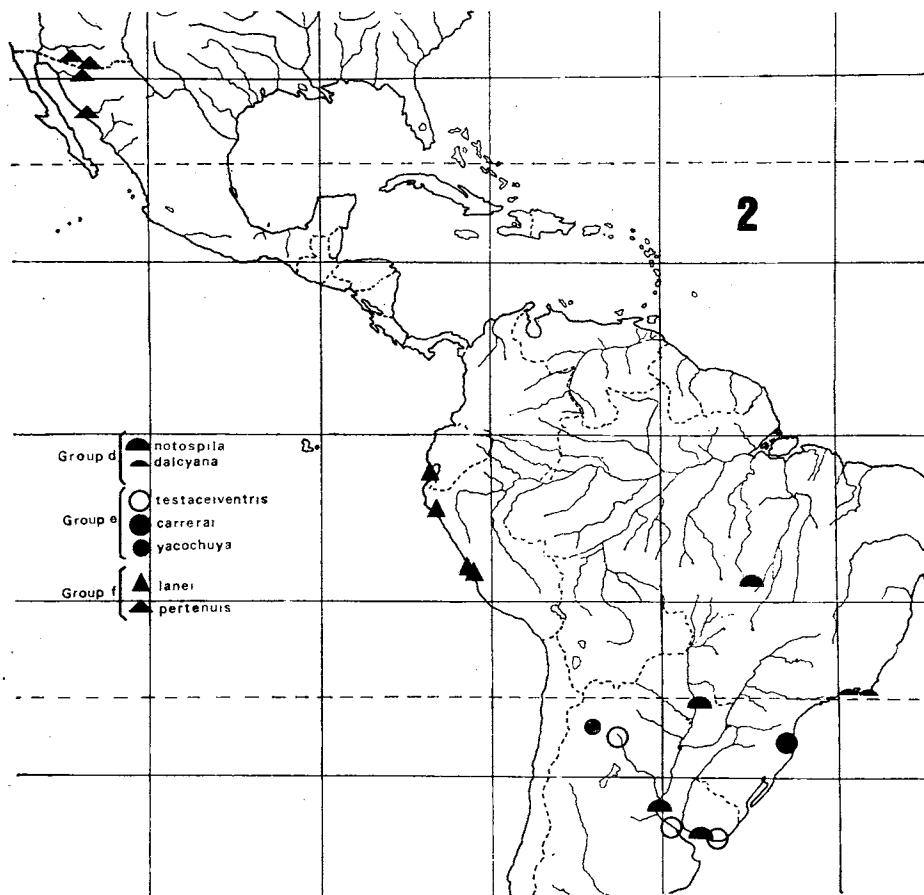 2
Group d
notospila
dalcyana
Group e
testaceiventris
carrerai
yacochuya
Group f
lanei
pertenuis